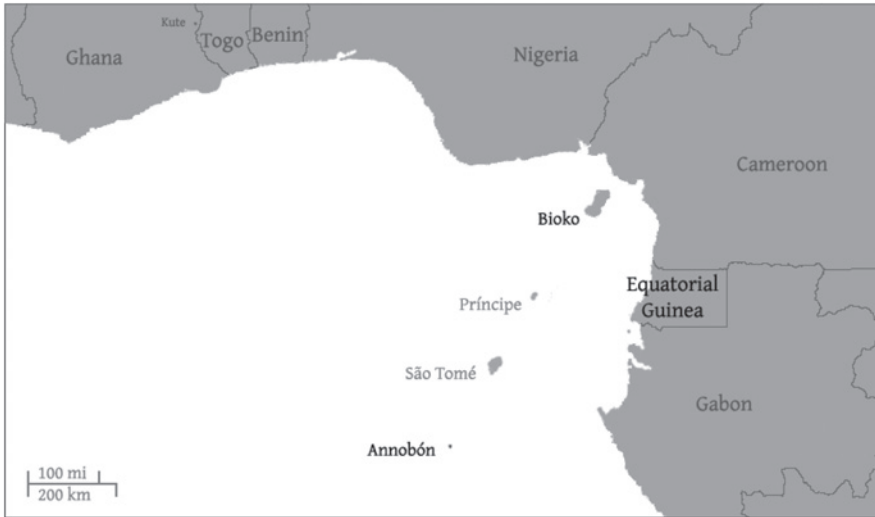 Kute
Togo
Benin
Ghana
Nigeria
Cameroon
Bioko
Equatorial
Guinea
Príncipe
São Tomé
Gabon
Annobón
100 mi
200 km